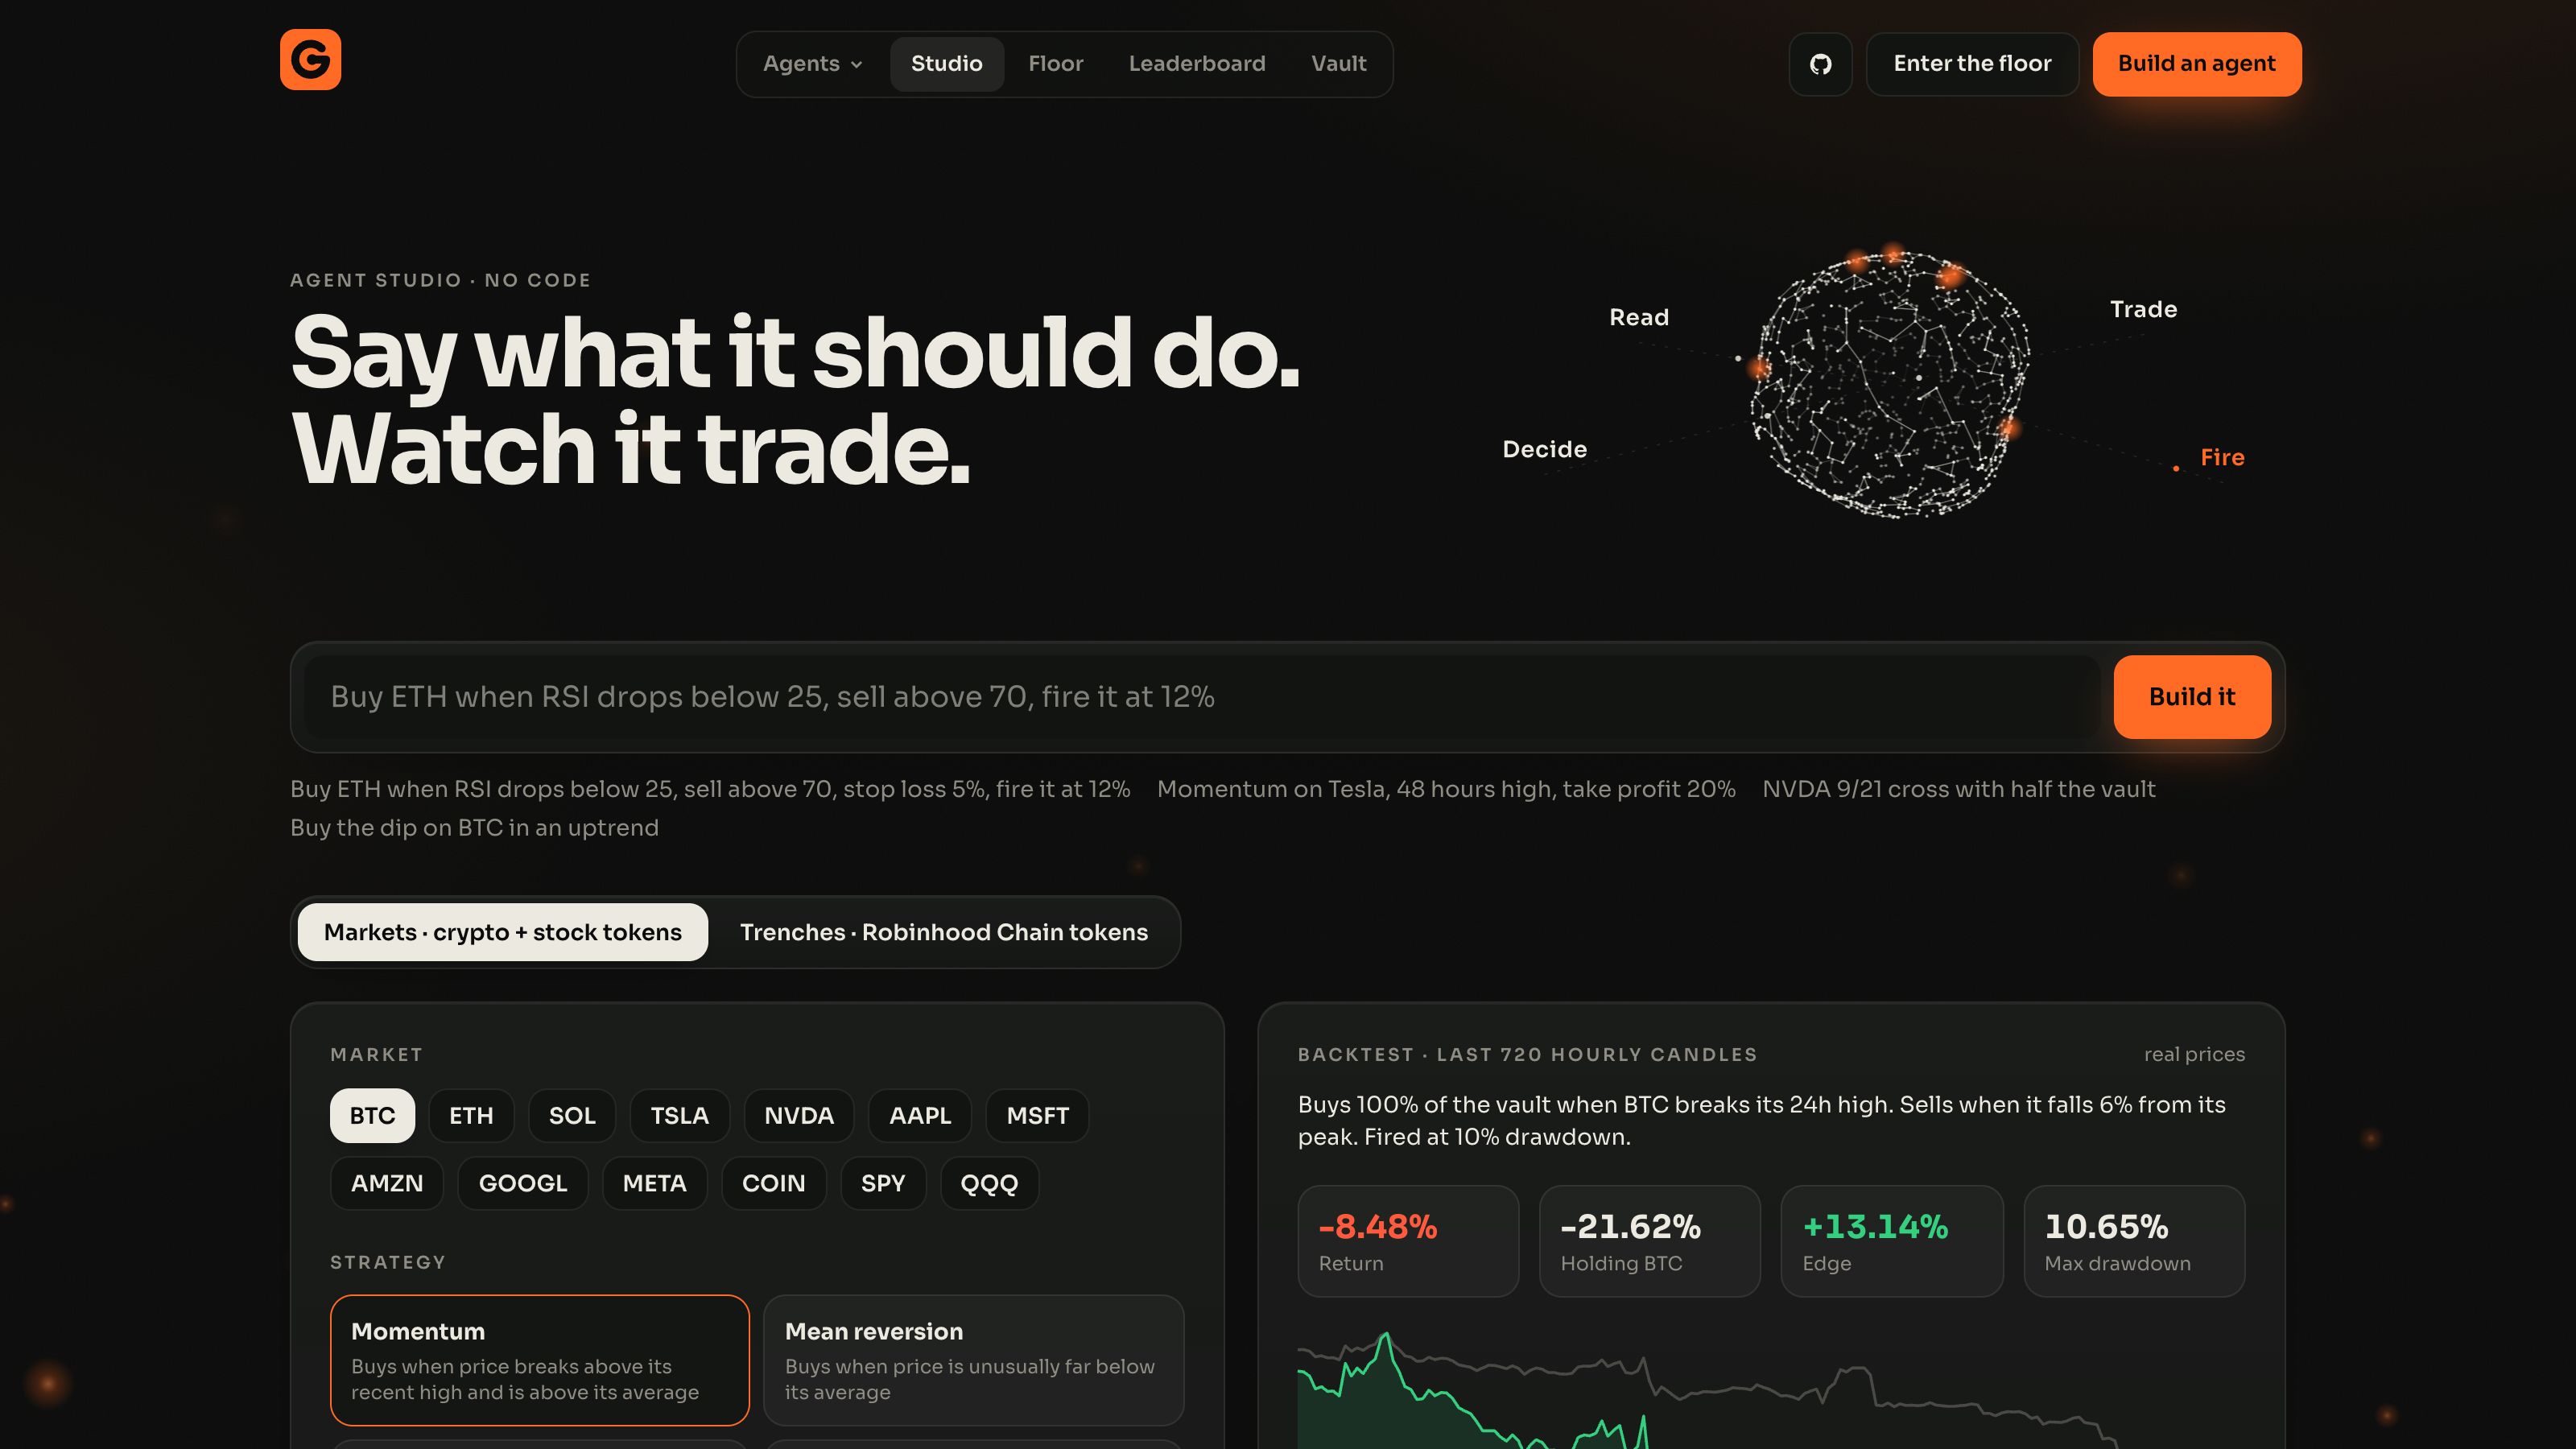 G
Agents
Studio
Floor
Leaderboard
Vault
Enter the floor
Build an agent
AGENT STUDIO · NO CODE
Say what it should do.
Watch it trade.
Read
Trade
Decide
Fire
Buy ETH when RSI drops below 25, sell above 70, fire it at 12%
Build it
Buy ETH when RSI drops below 25, sell above 70, stop loss 5%, fire it at 12%
Momentum on Tesla, 48 hours high, take profit 20%
NVDA 9/21 cross with half the vault
Buy the dip on BTC in an uptrend
Markets · crypto + stock tokens
Trenches · Robinhood Chain tokens
MARKET
BTC
ETH
SOL
TSLA
NVDA
AAPL
MSFT
AMZN
GOOGL
META
COIN
SPY
QQQ
STRATEGY
Momentum
Buys when price breaks above its
recent high and is above its average
Mean reversion
Buys when price is unusually far below
its average
BACKTEST · LAST 720 HOURLY CANDLES
real prices
Buys 100% of the vault when BTC breaks its 24h high. Sells when it falls 6% from its
peak. Fired at 10% drawdown.
-8.48%
Return
-21.62%
Holding BTC
+13.14%
Edge
10.65%
Max drawdown